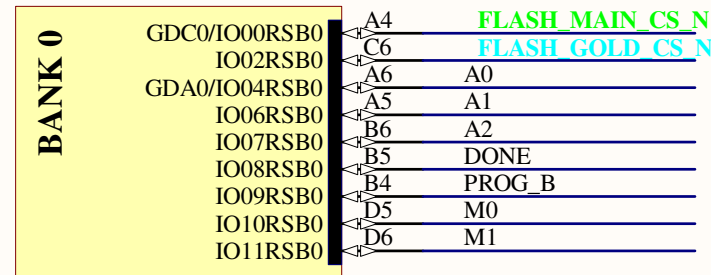 BANK 0
GDC0/IO00RSB0 A4 FLASH_MAIN_CS_N
IO02RSB0 C6 FLASH_GOLD_CS_N
GDA0/IO04RSB0 A6 A0
IO06RSB0 A5 A1
IO07RSB0 B6 A2
IO08RSB0 B5 DONE
IO09RSB0 B4 PROG_B
IO10RSB0 D5 M0
IO11RSB0 D6 M1